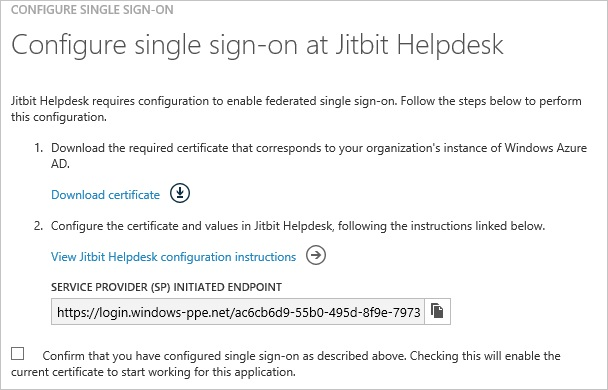 CONFIGURE SINGLE SIGN-ON
Configure single sign-on at Jitbit Helpdesk
Jitbit Helpdesk requires configuration to enable federated single sign-on. Follow the steps below to perform
this configuration.
1. Download the required certificate that corresponds to your organization's instance of Windows Azure
AD.
Download certificate
2. Configure the certificate and values in Jitbit Helpdesk, following the instructions linked below.
View Jitbit Helpdesk configuration instructions
SERVICE PROVIDER (SP) INITIATED ENDPOINT
https://login.windows-ppe.net/ac6cb6d9-55b0-495d-8f9e-7973
Confirm that you have configured single sign-on as described above. Checking this will enable the
current certificate to start working for this application.